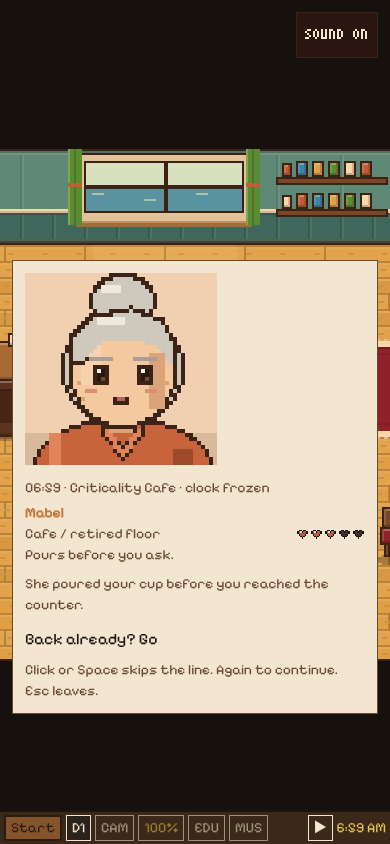 SOUND ON
06:59 · Criticality Cafe · clock frozen
Mabel
Cafe / retired floor
Pours before you ask.
She poured your cup before you reached the
counter.
Back already? Go
Click or Space skips the line. Again to continue.
Esc leaves.
Start D1 CAM 100% EDU MUS 6:59 AM